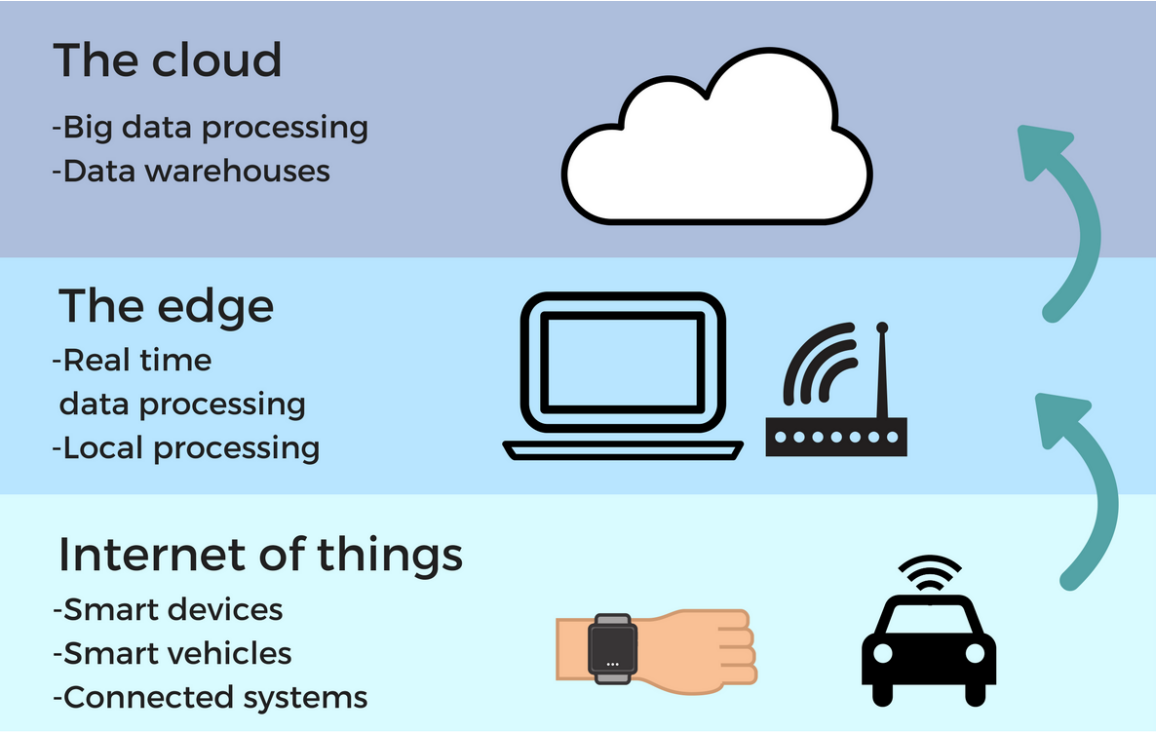 The cloud
-Big data processing
-Data warehouses
The edge
-Real time
data processing
-Local processing
Internet of things
-Smart devices
-Smart vehicles
-Connected systems